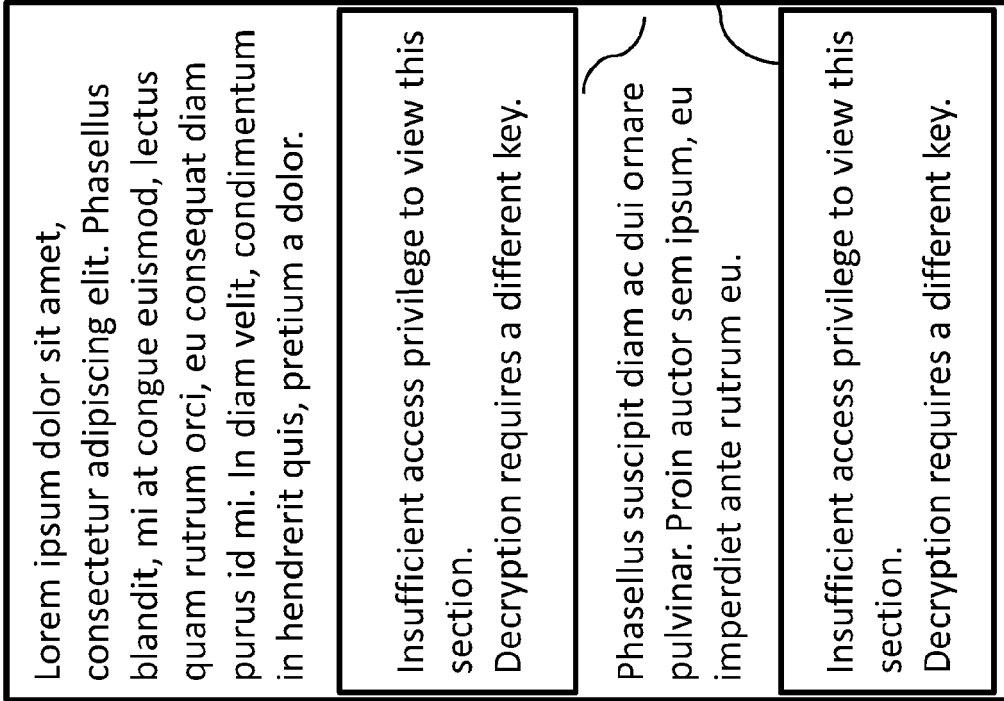 Lorem ipsum dolor sit amet,
consectetur adipiscing elit. Phasellus
blandit, mi at congue euismod, lectus
quam rutrum orci, eu consequat diam
purus id mi. In diam velit, condimentum
in hendrerit quis, pretium a dolor.
Insufficient access privilege to view this
section.
Decryption requires a different key.
Phasellus suscipit diam ac dui ornare
pulvinar. Proin auctor sem ipsum, eu
imperdiet ante rutrum eu.
Insufficient access privilege to view this
section.
Decryption requires a different key.